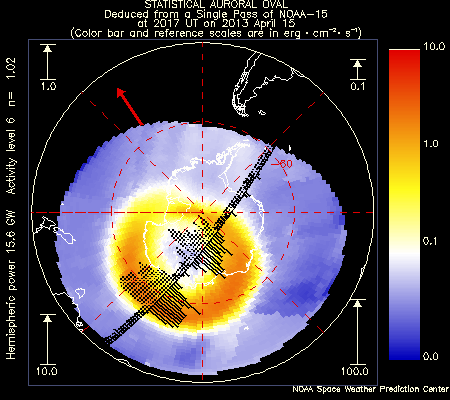 STATISTICAL AURORAL OVAL
Deduced from a Single Pass of NOAA-15
at 2017 UT on 2013 April 15
(Color bar and reference scales are in erg·cm⁻²·s⁻¹)
Hemispheric power 15.6 GW Activity level 6 n= 1.02
1.0
0.1
10.0
100.0
-60
10.0
1.0
0.1
0.0
NOAA Space Weather Prediction Center